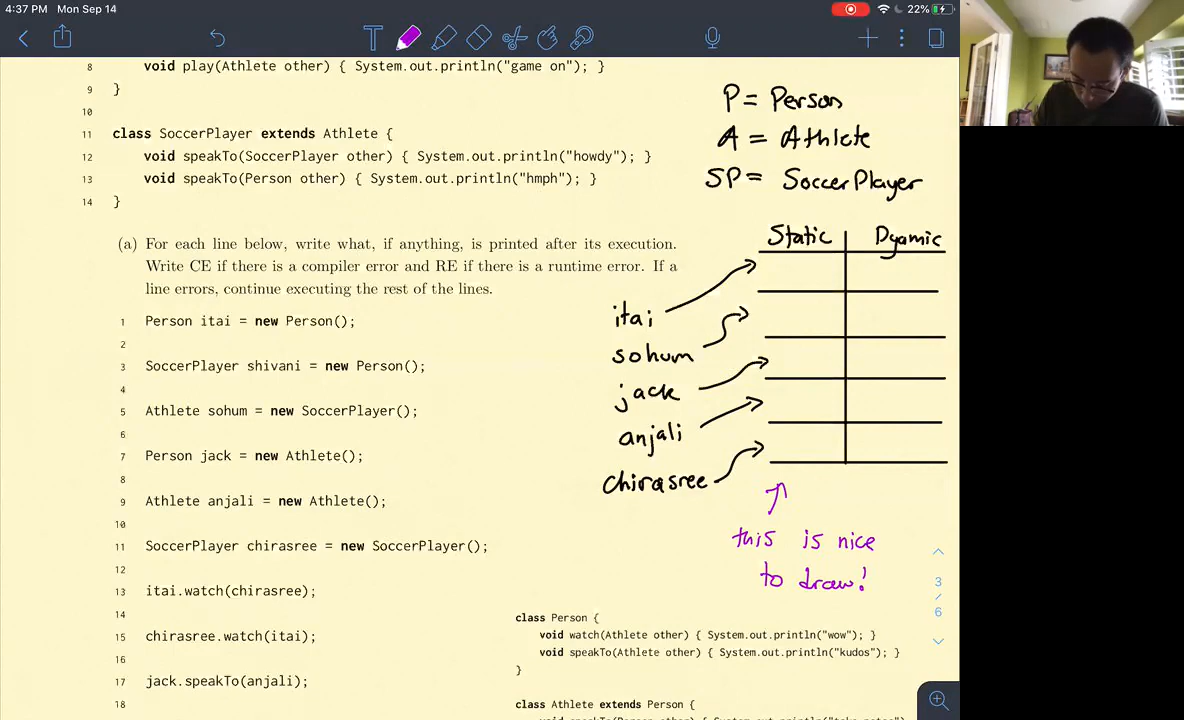 4:37 PM Mon Sep 14
22%
8 void play(Athlete other) { System.out.println("game on"); }
9 }
10
11 class SoccerPlayer extends Athlete {
12 void speakTo(SoccerPlayer other) { System.out.println("howdy"); }
13 void speakTo(Person other) { System.out.println("hmph"); }
14 }
P = Person
A = Athlete
SP = SoccerPlayer
(a) For each line below, write what, if anything, is printed after its execution.
Write CE if there is a compiler error and RE if there is a runtime error. If a
line errors, continue executing the rest of the lines.
Static Dyamic
itai
sohum
jack
anjali
chirasree
this is nice
to draw!
1 Person itai = new Person();
2
3 SoccerPlayer shivani = new Person();
4
5 Athlete sohum = new SoccerPlayer();
6
7 Person jack = new Athlete();
8
9 Athlete anjali = new Athlete();
10
11 SoccerPlayer chirasree = new SoccerPlayer();
12
13 itai.watch(chirasree);
14
15 chirasree.watch(itai);
16
17 jack.speakTo(anjali);
18
class Person {
void watch(Athlete other) { System.out.println("wow"); }
void speakTo(Athlete other) { System.out.println("kudos"); }
}
class Athlete extends Person {
3
/
6